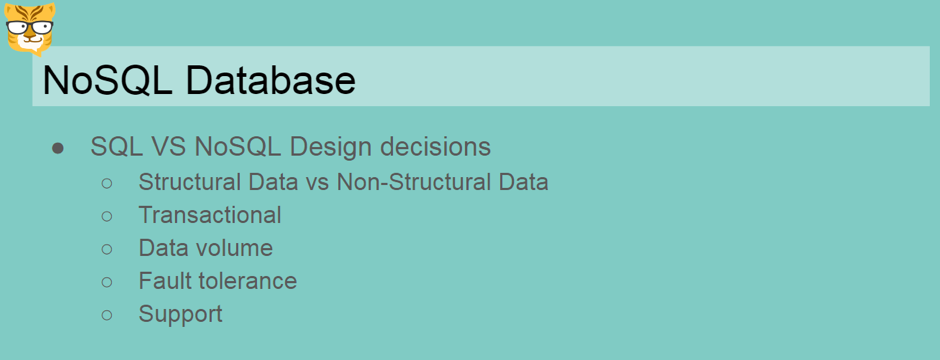 NoSQL Database
● SQL VS NoSQL Design decisions
○ Structural Data vs Non-Structural Data
○ Transactional
○ Data volume
○ Fault tolerance
○ Support